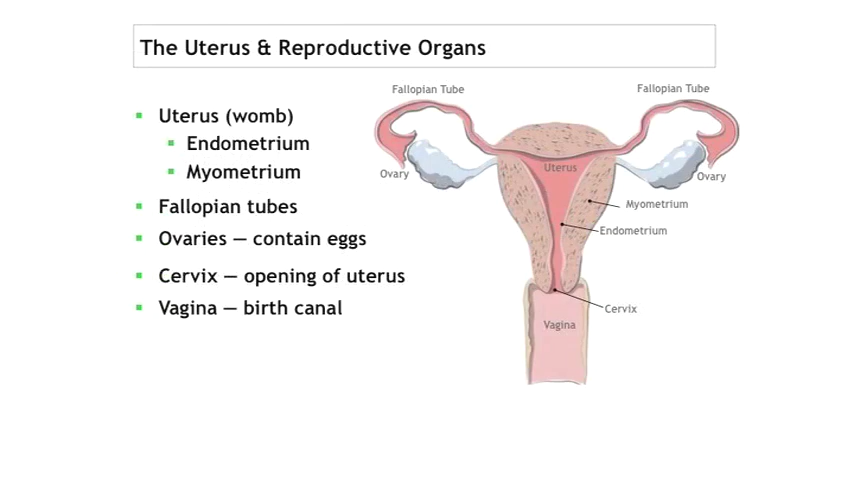 The Uterus & Reproductive Organs
Uterus (womb)
Endometrium
Myometrium
Fallopian tubes
Ovaries — contain eggs
Cervix — opening of uterus
Vagina — birth canal
Fallopian Tube
Fallopian Tube
Ovary
Uterus
Ovary
Myometrium
Endometrium
Cervix
Vagina